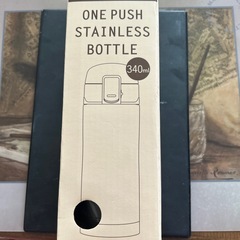 ONE PUSH
STAINLESS
BOTTLE
340ml